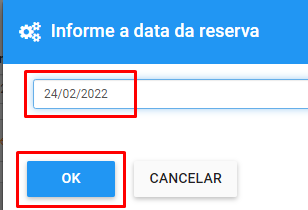 Informe a data da reserva
24/02/2022
OK
CANCELAR